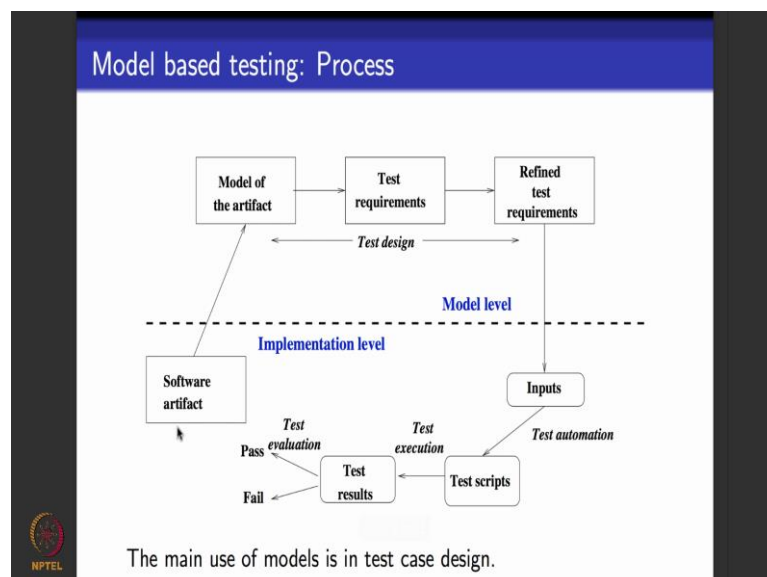 Model based testing: Process
Model of
the artifact
Test
requirements
Refined
test
requirements
Test design
Model level
Implementation level
Software
artifact
Inputs
Test automation
Test
evaluation
Test
execution
Pass
Fail
Test
results
Test scripts
NPTEL
The main use of models is in test case design.